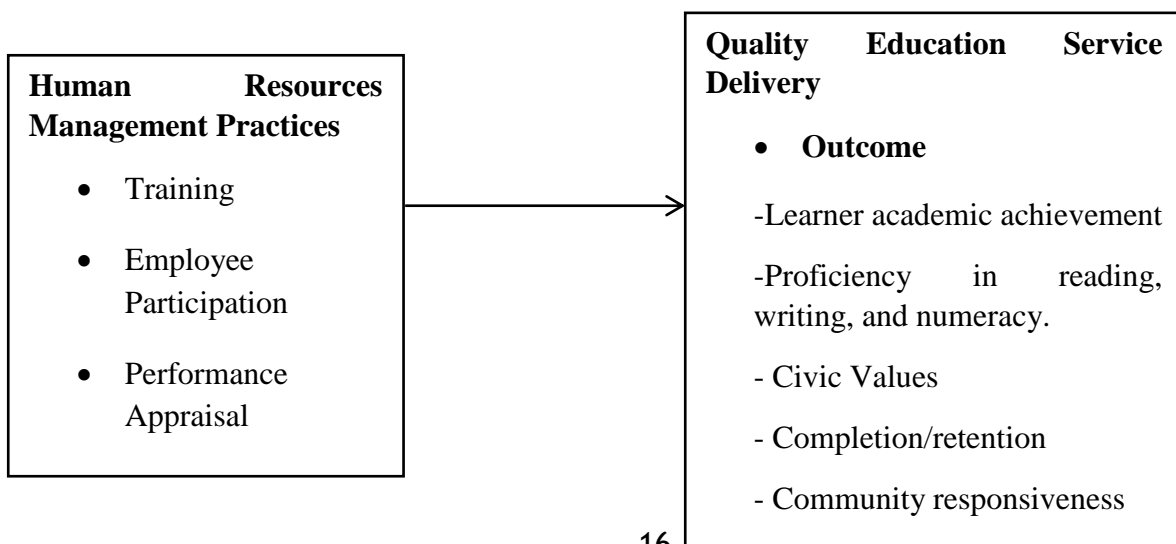 Human Resources
Management Practices
• Training
• Employee
Participation
• Performance
Appraisal
Quality Education Service
Delivery
• Outcome
-Learner academic achievement
-Proficiency in reading,
writing, and numeracy.
- Civic Values
- Completion/retention
- Community responsiveness
16